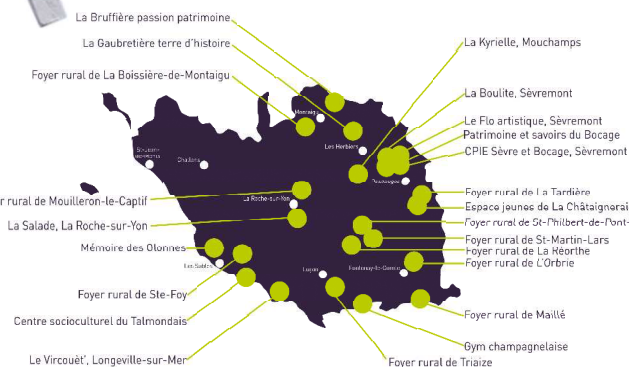 La Bruffière passion patrimoine
La Gaubretière terre d'histoire
Foyer rural de La Boissière-de-Montaigu
r rural de Mouilleron-le-Captif
La Salade, La Roche-sur-Yon
Mémoire des Olonnes
Foyer rural de Ste-Foy
Centre socioculturel du Talmondais
Le Vircouèt', Longeville-sur-Mer
La Kyrielle, Mouchamps
La Boulite, Sèvremont
Le Flo artistique, Sèvremont
Patrimoine et savoirs du Bocage
CPIE Sèvre et Bocage, Sèvremont
Foyer rural de La Tardière
Espace jeunes de La Châtaignerai
Foyer rural de St-Philbert-de-Pont-
Foyer rural de St-Martin-Lars
Foyer rural de La Réorthe
Foyer rural de L'Orbrie
Foyer rural de Maillé
Gym champagnelaise
Foyer rural de Triaize
Montaigu
Les Herbiers
Challans
Pouzauges
La Roche-sur-Yon
Les Sables
Luçon
Fontenay-le-Comte